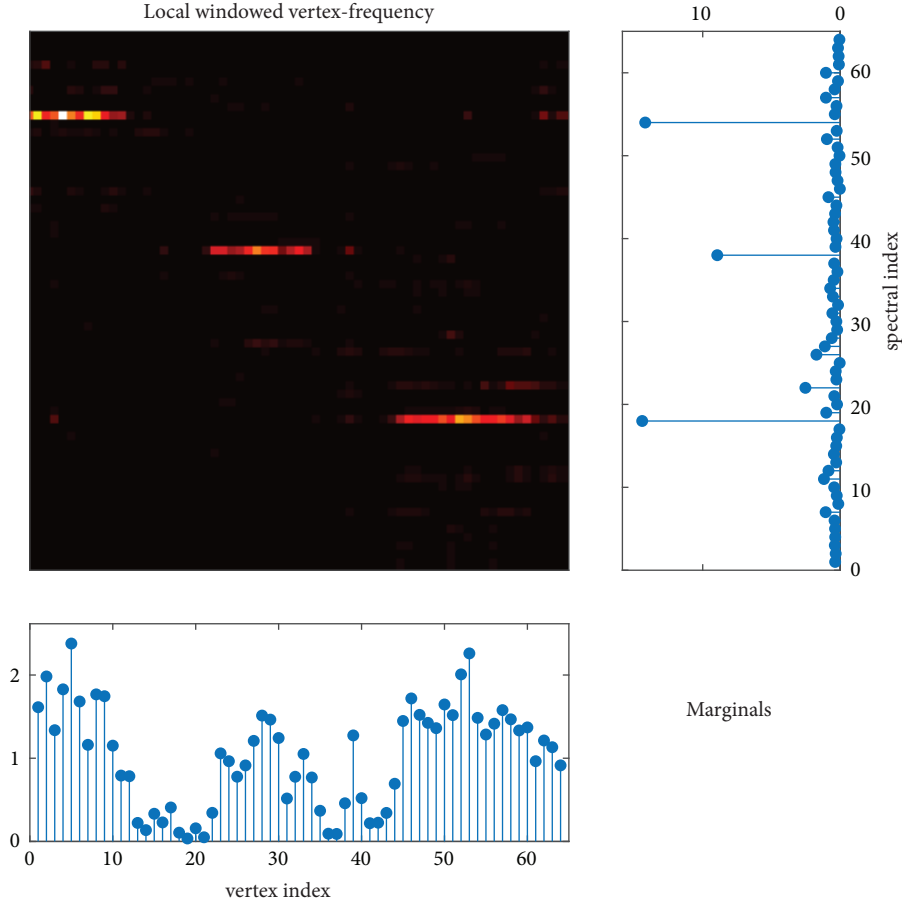 Local windowed vertex-frequency
10 0
60
50
40
30
20
10
0
spectral index
2
1
0
0 10 20 30 40 50 60
vertex index
Marginals